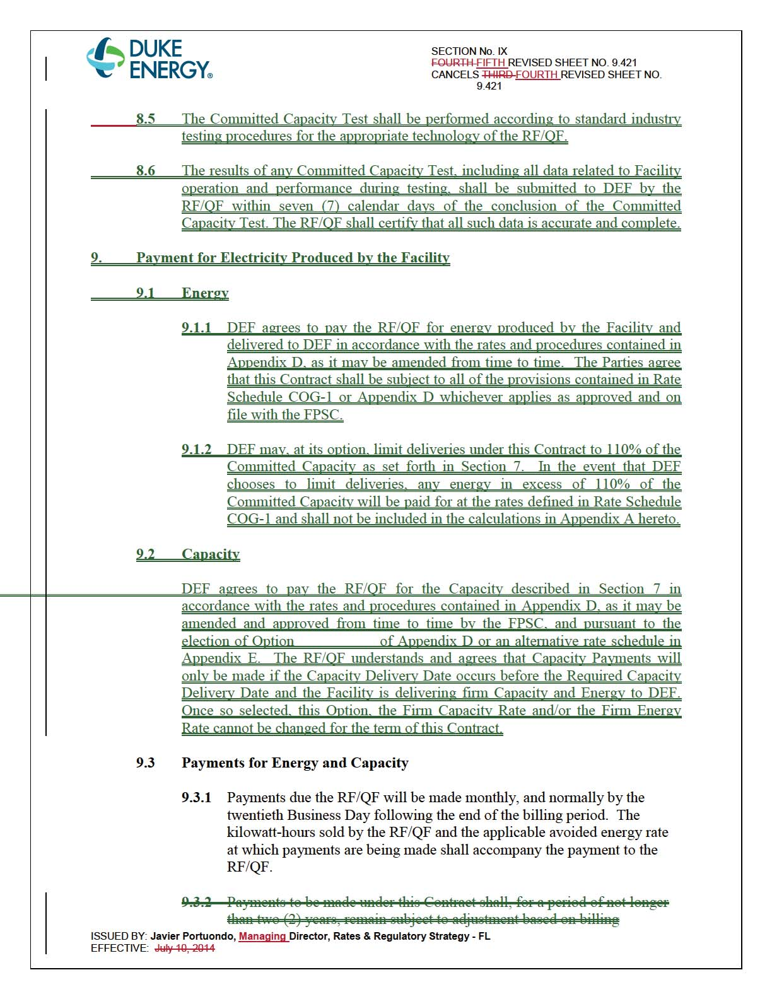 DUKE
ENERGY®
SECTION No. IX
FOURTH FIFTH REVISED SHEET NO. 9.421
CANCELS THIRD FOURTH REVISED SHEET NO.
9.421
8.5 The Committed Capacity Test shall be performed according to standard industry
testing procedures for the appropriate technology of the RF/QF.
8.6 The results of any Committed Capacity Test, including all data related to Facility
operation and performance during testing, shall be submitted to DEF by the
RF/QF within seven (7) calendar days of the conclusion of the Committed
Capacity Test. The RF/QF shall certify that all such data is accurate and complete.
9. Payment for Electricity Produced by the Facility
9.1 Energy
9.1.1 DEF agrees to pay the RF/QF for energy produced by the Facility and
delivered to DEF in accordance with the rates and procedures contained in
Appendix D, as it may be amended from time to time. The Parties agree
that this Contract shall be subject to all of the provisions contained in Rate
Schedule COG-1 or Appendix D whichever applies as approved and on
file with the FPSC.
9.1.2 DEF may, at its option, limit deliveries under this Contract to 110% of the
Committed Capacity as set forth in Section 7. In the event that DEF
chooses to limit deliveries, any energy in excess of 110% of the
Committed Capacity will be paid for at the rates defined in Rate Schedule
COG-1 and shall not be included in the calculations in Appendix A hereto.
9.2 Capacity
DEF agrees to pay the RF/QF for the Capacity described in Section 7 in
accordance with the rates and procedures contained in Appendix D, as it may be
amended and approved from time to time by the FPSC, and pursuant to the
election of Option of Appendix D or an alternative rate schedule in
Appendix E. The RF/QF understands and agrees that Capacity Payments will
only be made if the Capacity Delivery Date occurs before the Required Capacity
Delivery Date and the Facility is delivering firm Capacity and Energy to DEF.
Once so selected, this Option, the Firm Capacity Rate and/or the Firm Energy
Rate cannot be changed for the term of this Contract.
9.3 Payments for Energy and Capacity
9.3.1 Payments due the RF/QF will be made monthly, and normally by the
twentieth Business Day following the end of the billing period. The
kilowatt-hours sold by the RF/QF and the applicable avoided energy rate
at which payments are being made shall accompany the payment to the
RF/QF.
9.3.2 Payments to be made under this Contract shall, for a period of not longer
than two (2) years, remain subject to adjustment based on billing
ISSUED BY: Javier Portuondo, Managing Director, Rates & Regulatory Strategy - FL
EFFECTIVE: July 10, 2014